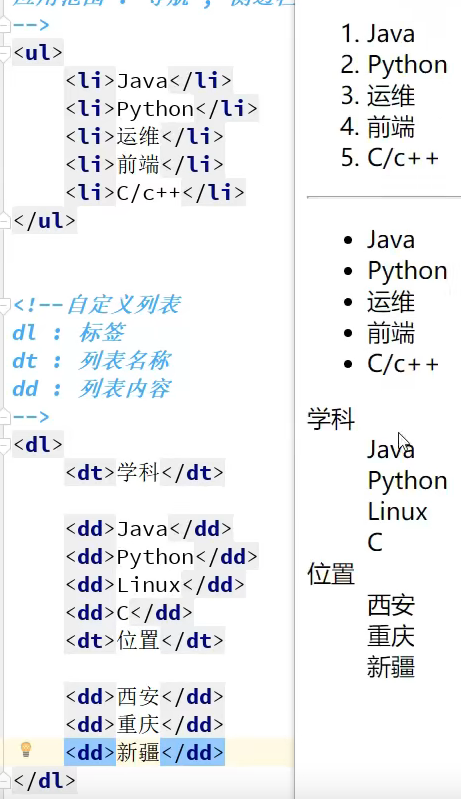 应用范围 : 导航 , 侧边栏
-->
<ul>
<li>Java</li>
<li>Python</li>
<li>运维</li>
<li>前端</li>
<li>C/c++</li>
</ul>
<!--自定义列表
dl : 标签
dt : 列表名称
dd : 列表内容
-->
<dl>
<dt>学科</dt>
<dd>Java</dd>
<dd>Python</dd>
<dd>Linux</dd>
<dd>C</dd>
<dt>位置</dt>
<dd>西安</dd>
<dd>重庆</dd>
<dd>新疆</dd>
</dl>
1. Java
2. Python
3. 运维
4. 前端
5. C/c++
• Java
• Python
• 运维
• 前端
• C/c++
学科
Java
Python
Linux
C
位置
西安
重庆
新疆